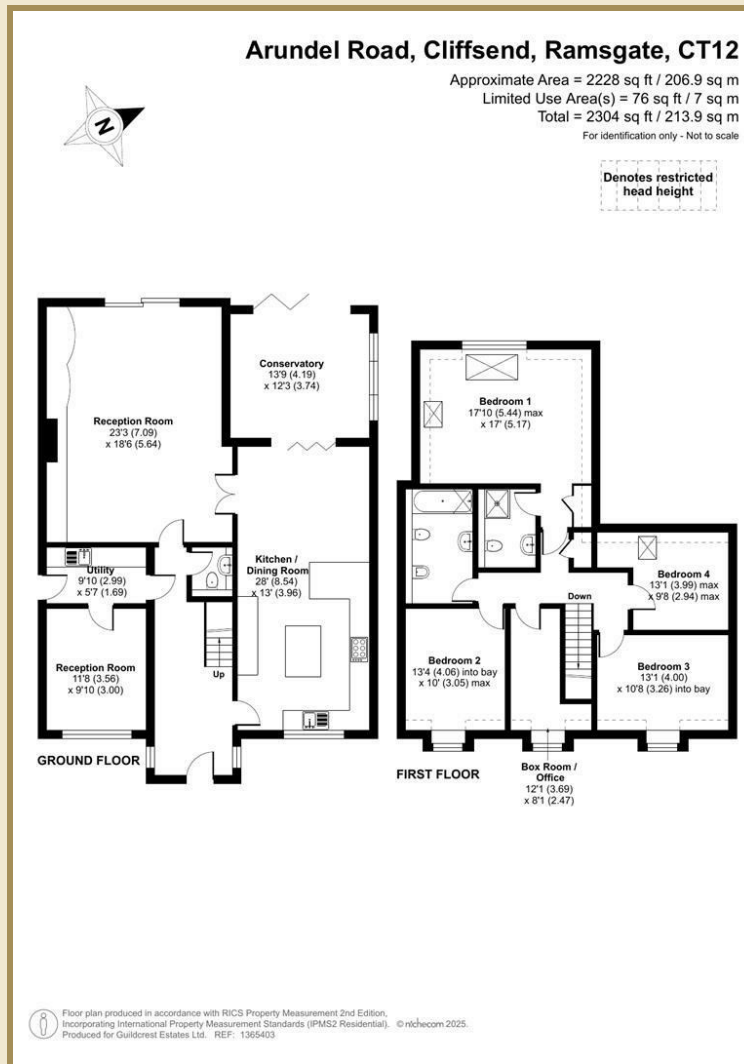 Arundel Road, Cliffsend, Ramsgate, CT12
Approximate Area = 2228 sq ft / 206.9 sq m
Limited Use Area(s) = 76 sq ft / 7 sq m
Total = 2304 sq ft / 213.9 sq m
For identification only - Not to scale
N
Denotes restricted
head height
Conservatory
13'9 (4.19)
x 12'3 (3.74)
Reception Room
23'3 (7.09)
x 18'6 (5.64)
Utility
9'10 (2.99)
x 5'7 (1.69)
Kitchen /
Dining Room
28' (8.54)
x 13' (3.96)
Reception Room
11'8 (3.56)
x 9'10 (3.00)
Up
GROUND FLOOR
Bedroom 1
17'10 (5.44) max
x 17' (5.17)
Bedroom 4
13'1 (3.99) max
x 9'8 (2.94) max
Down
Bedroom 2
13'4 (4.06) into bay
x 10' (3.05) max
Bedroom 3
13'1 (4.00)
x 10'8 (3.26) into bay
Box Room /
Office
12'1 (3.69)
x 8'1 (2.47)
FIRST FLOOR
Floor plan produced in accordance with RICS Property Measurement 2nd Edition,
Incorporating International Property Measurement Standards (IPMS2 Residential). © nichecom 2025.
Produced for Guildcrest Estates Ltd. REF: 1365403